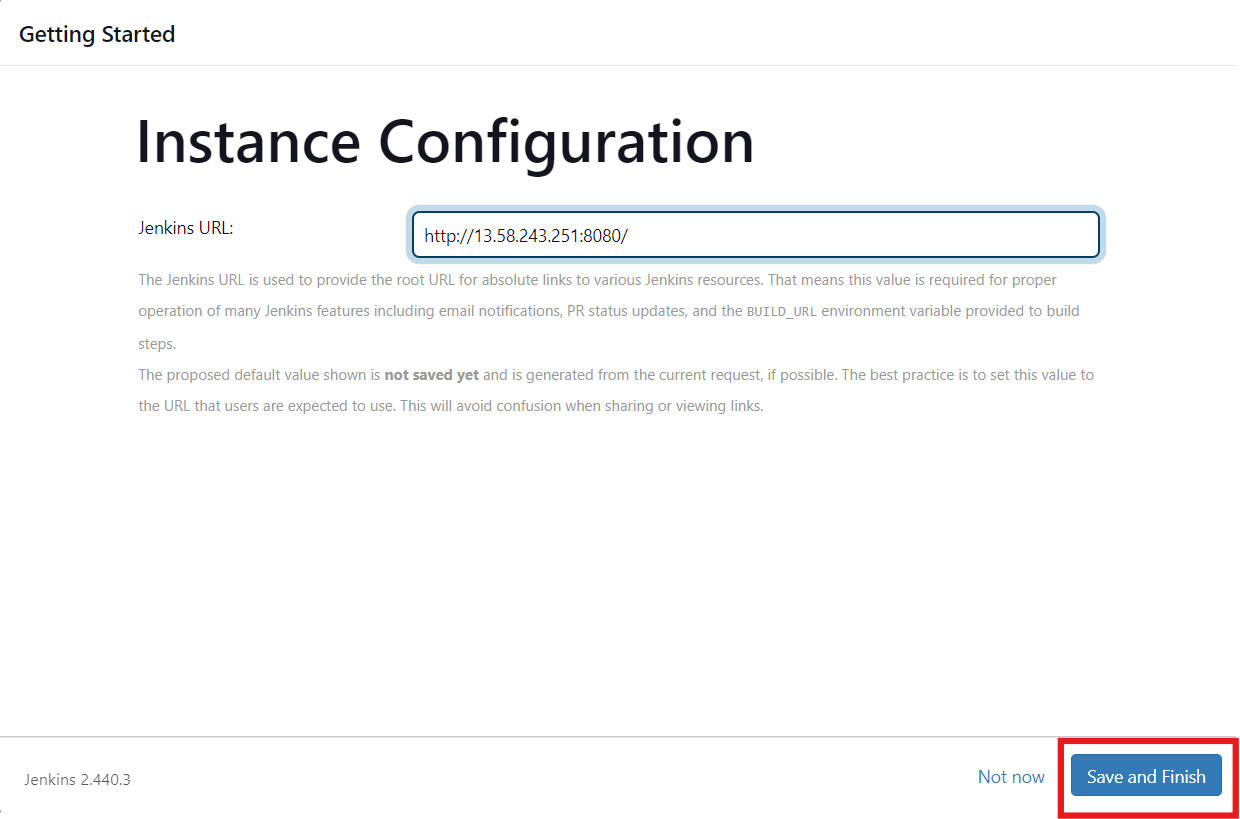 Getting Started
Instance Configuration
Jenkins URL:
http://13.58.243.251:8080/
The Jenkins URL is used to provide the root URL for absolute links to various Jenkins resources. That means this value is required for proper
operation of many Jenkins features including email notifications, PR status updates, and the BUILD_URL environment variable provided to build
steps.
The proposed default value shown is not saved yet and is generated from the current request, if possible. The best practice is to set this value to
the URL that users are expected to use. This will avoid confusion when sharing or viewing links.
Jenkins 2.440.3
Not now
Save and Finish